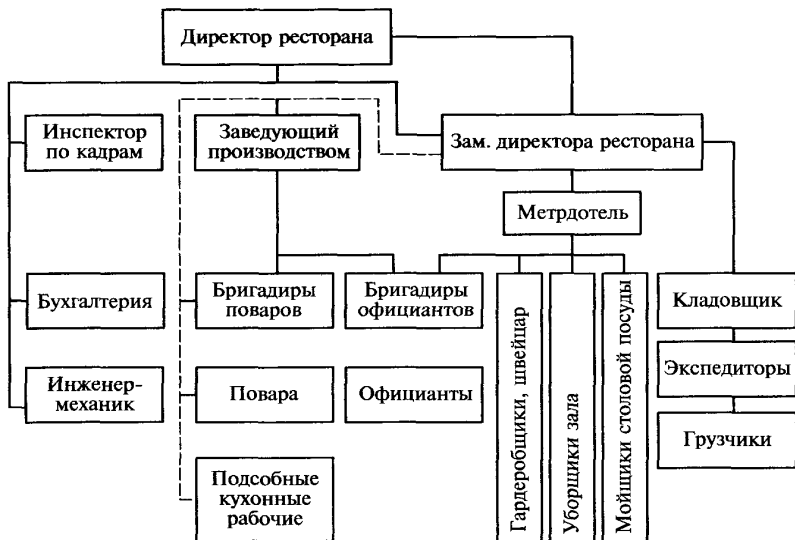 Директор ресторана
Инспектор
по кадрам
Заведующий
производством
Зам. директора ресторана
Метрдотель
Бухгалтерия
Бригадиры
поваров
Бригадиры
официантов
Гардеробщики, швейцар
Уборщики зала
Мойщики столовой посуды
Кладовщик
Инженер-
механик
Повара
Официанты
Экспедиторы
Грузчики
Подсобные
кухонные
рабочие